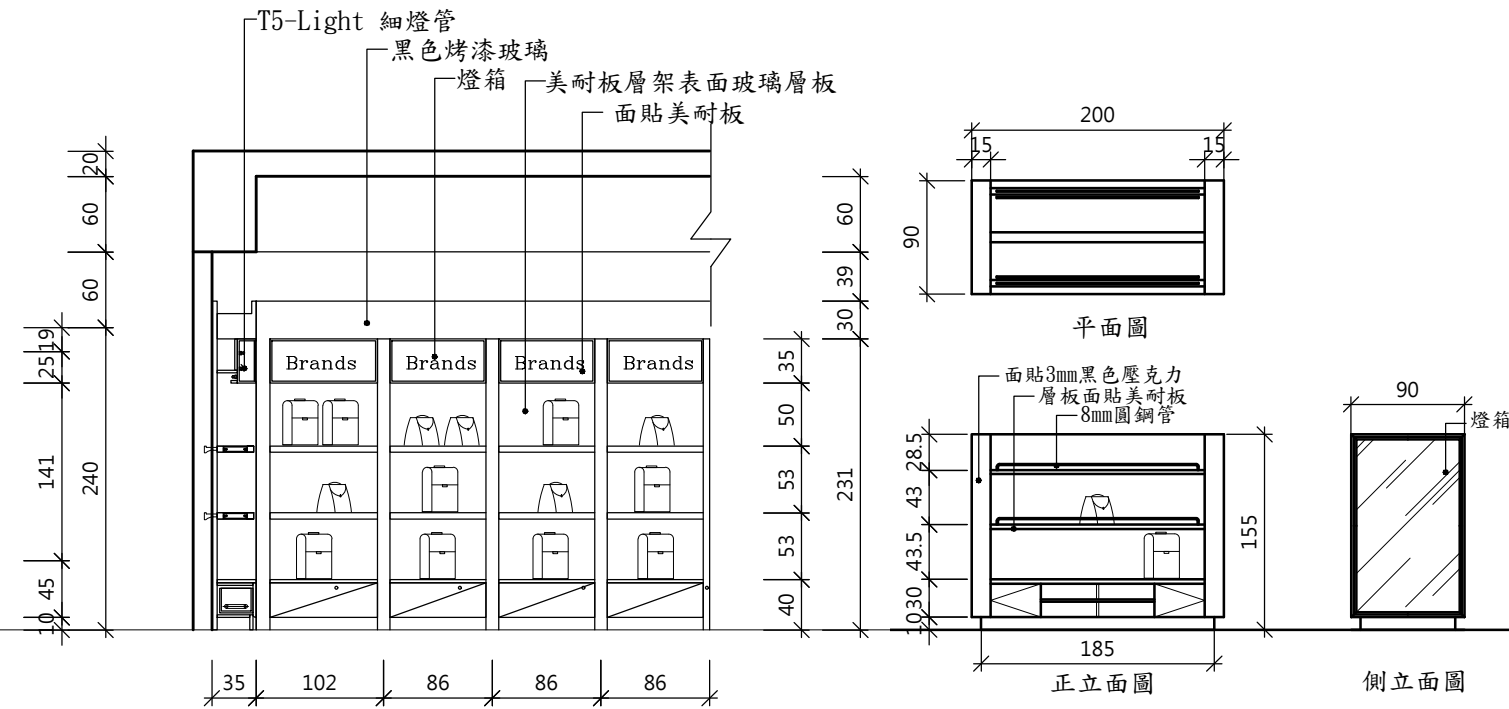 T5-Light 細燈管
黑色烤漆玻璃
燈箱
美耐板層架表面玻璃層板
面貼美耐板
20
60
60
19
25
141
240
45
10
Brands
Brands
Brands
Brands
35
50
53
53
40
60
39
30
231
35
102
86
86
86
200
15
15
90
平面圖
面貼3mm黑色壓克力
層板面貼美耐板
8mm圓鋼管
28.5
43
43.5
30
10
155
185
正立面圖
90
燈箱
側立面圖